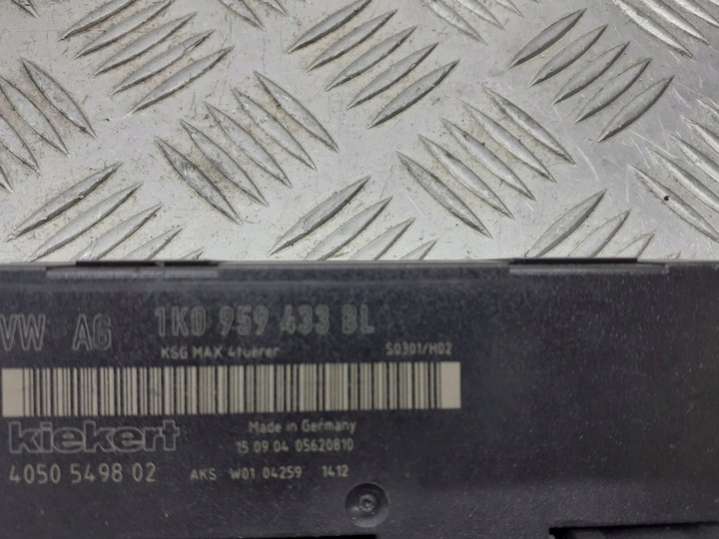 VW AG 1K0 959 433 BL
KSG MAX 4tuerer S0301/H02
kiekert Made in Germany
15 09 04 05620810
4050 5498 02 AKS W01 04259 1412
G